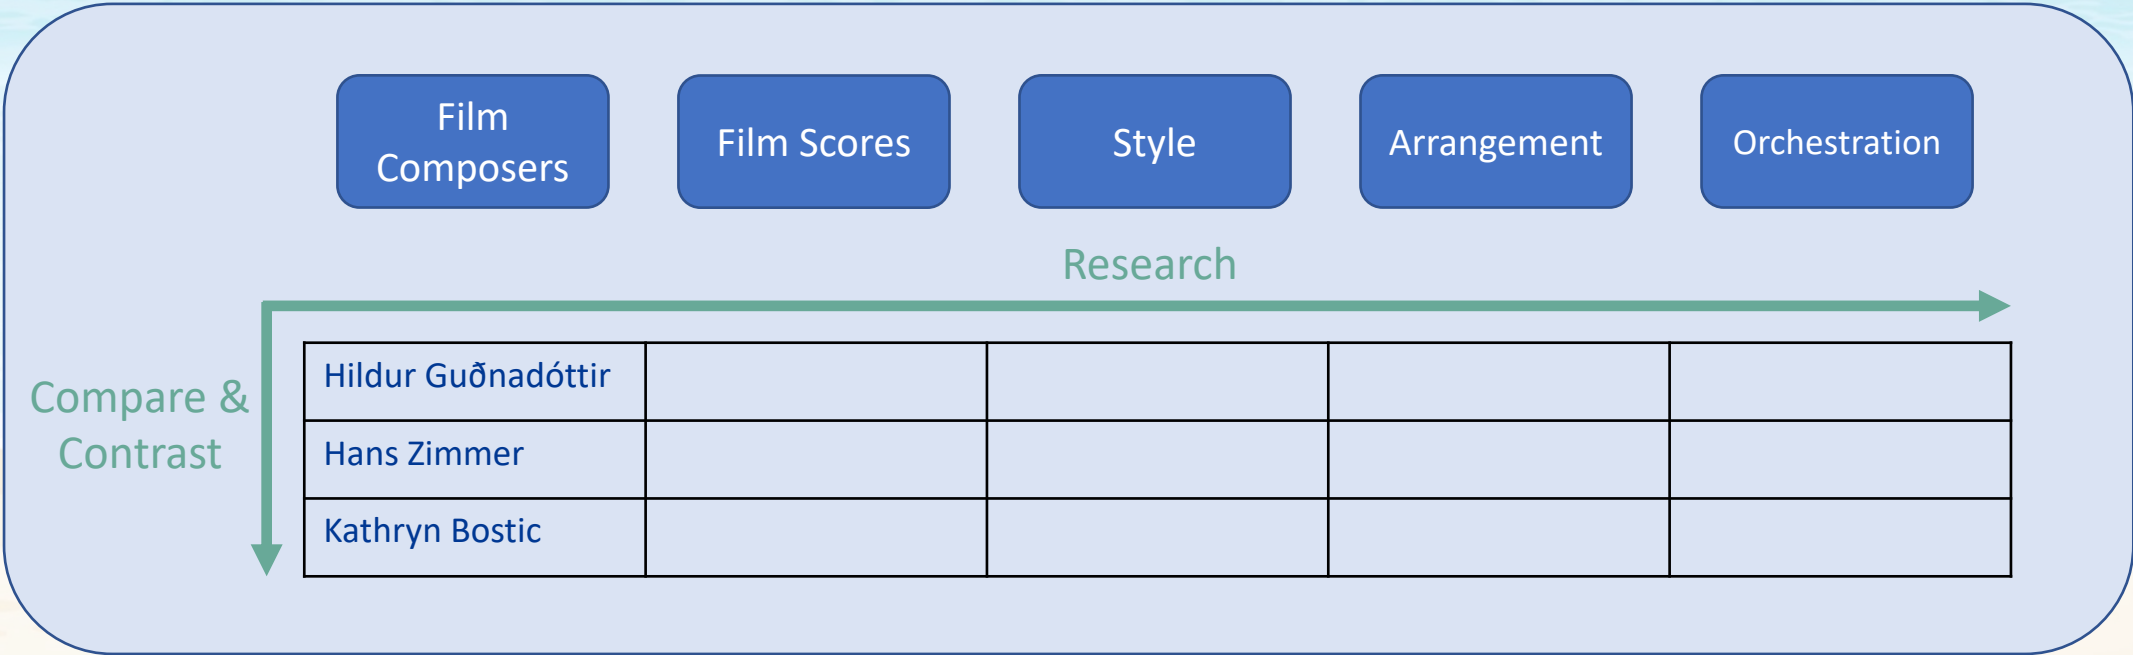 Film
Composers
Film Scores
Style
Arrangement
Orchestration
Research
Compare &
Contrast
Hildur Guðnadóttir
Hans Zimmer
Kathryn Bostic